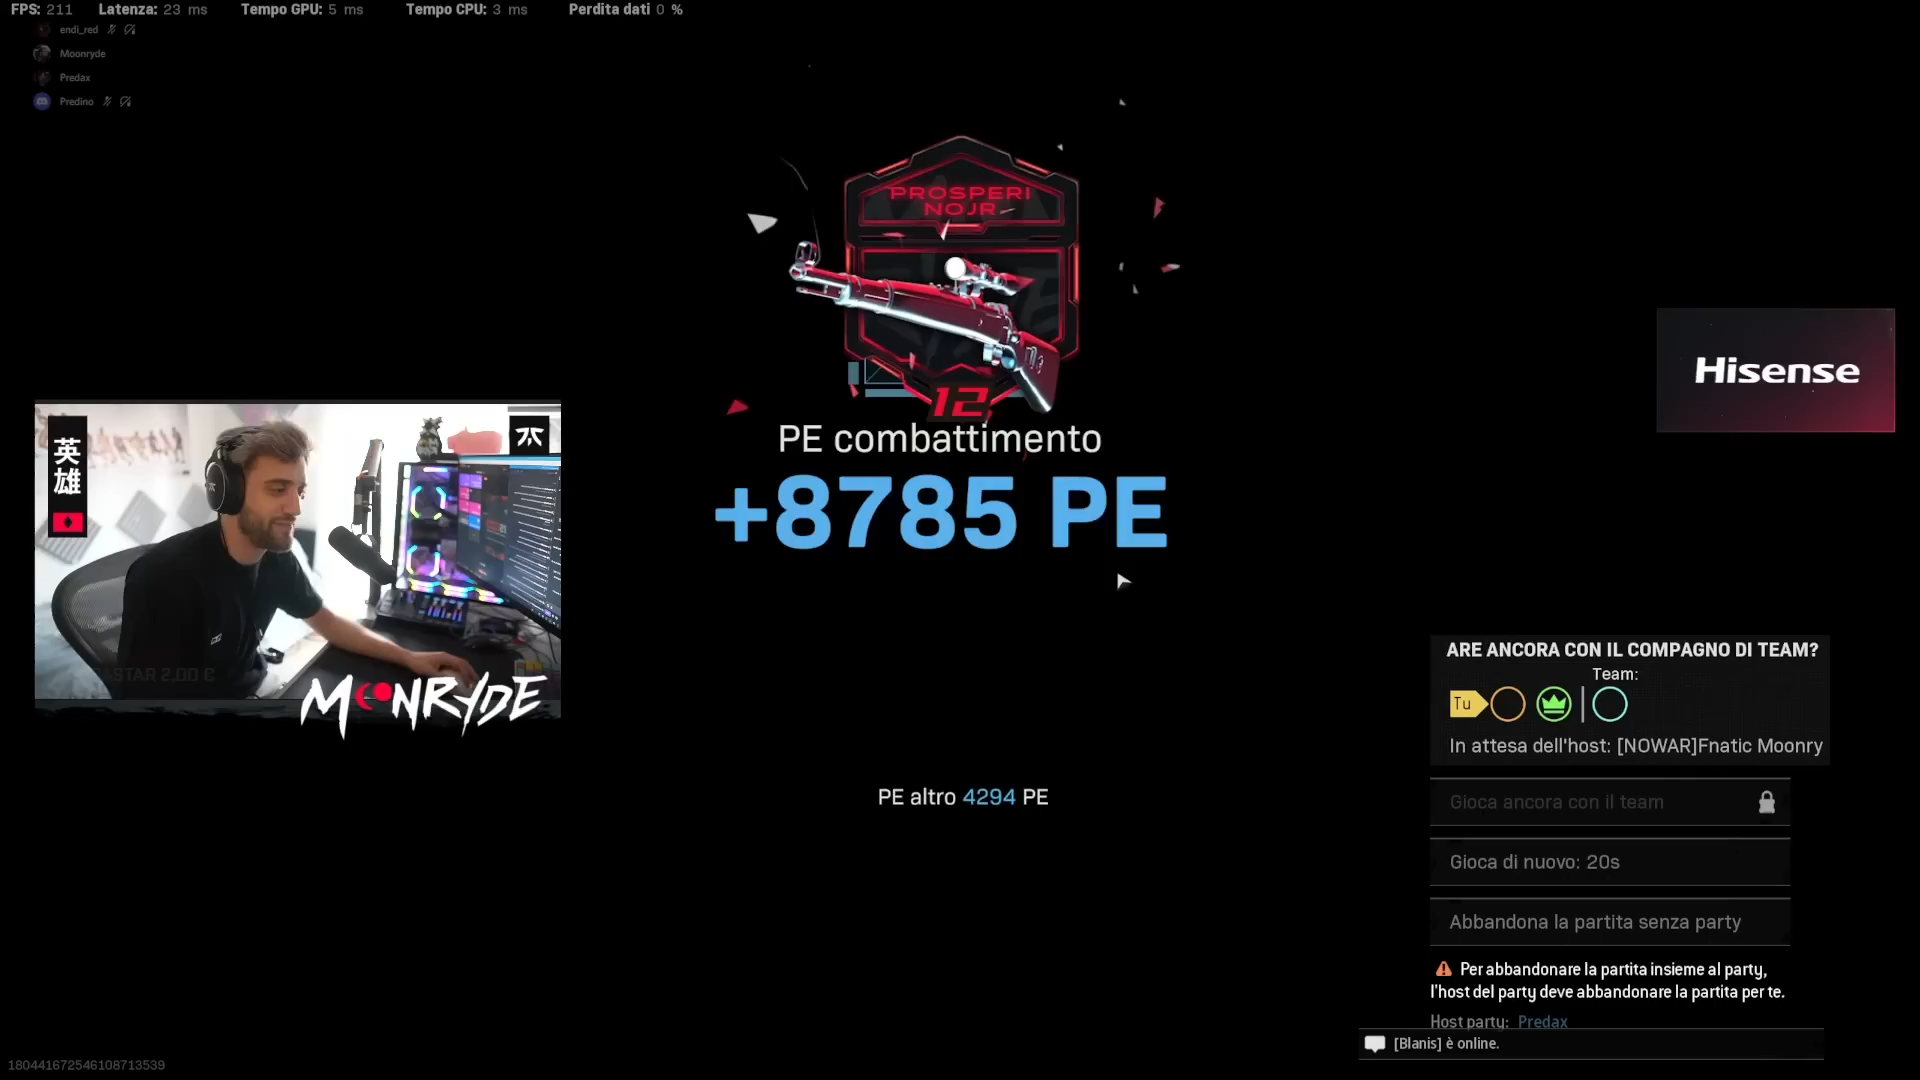 FPS: 211 Latenza: 23 ms Tempo GPU: 5 ms Tempo CPU: 3 ms Perdita dati 0 %
endi_red
Moonryde
Predax
Predino
PROSPERI
NOJR
12
PE combattimento
+8785 PE
PE altro 4294 PE
英雄
MOONRYDE
Hisense
ARE ANCORA CON IL COMPAGNO DI TEAM?
Team:
Tu
In attesa dell'host: [NOWAR]Fnatic Moonry
Gioca ancora con il team
Gioca di nuovo: 20s
Abbandona la partita senza party
Per abbandonare la partita insieme al party,
l'host del party deve abbandonare la partita per te.
Host party: Predax
[Blanis] è online.
18044167254610871353​9